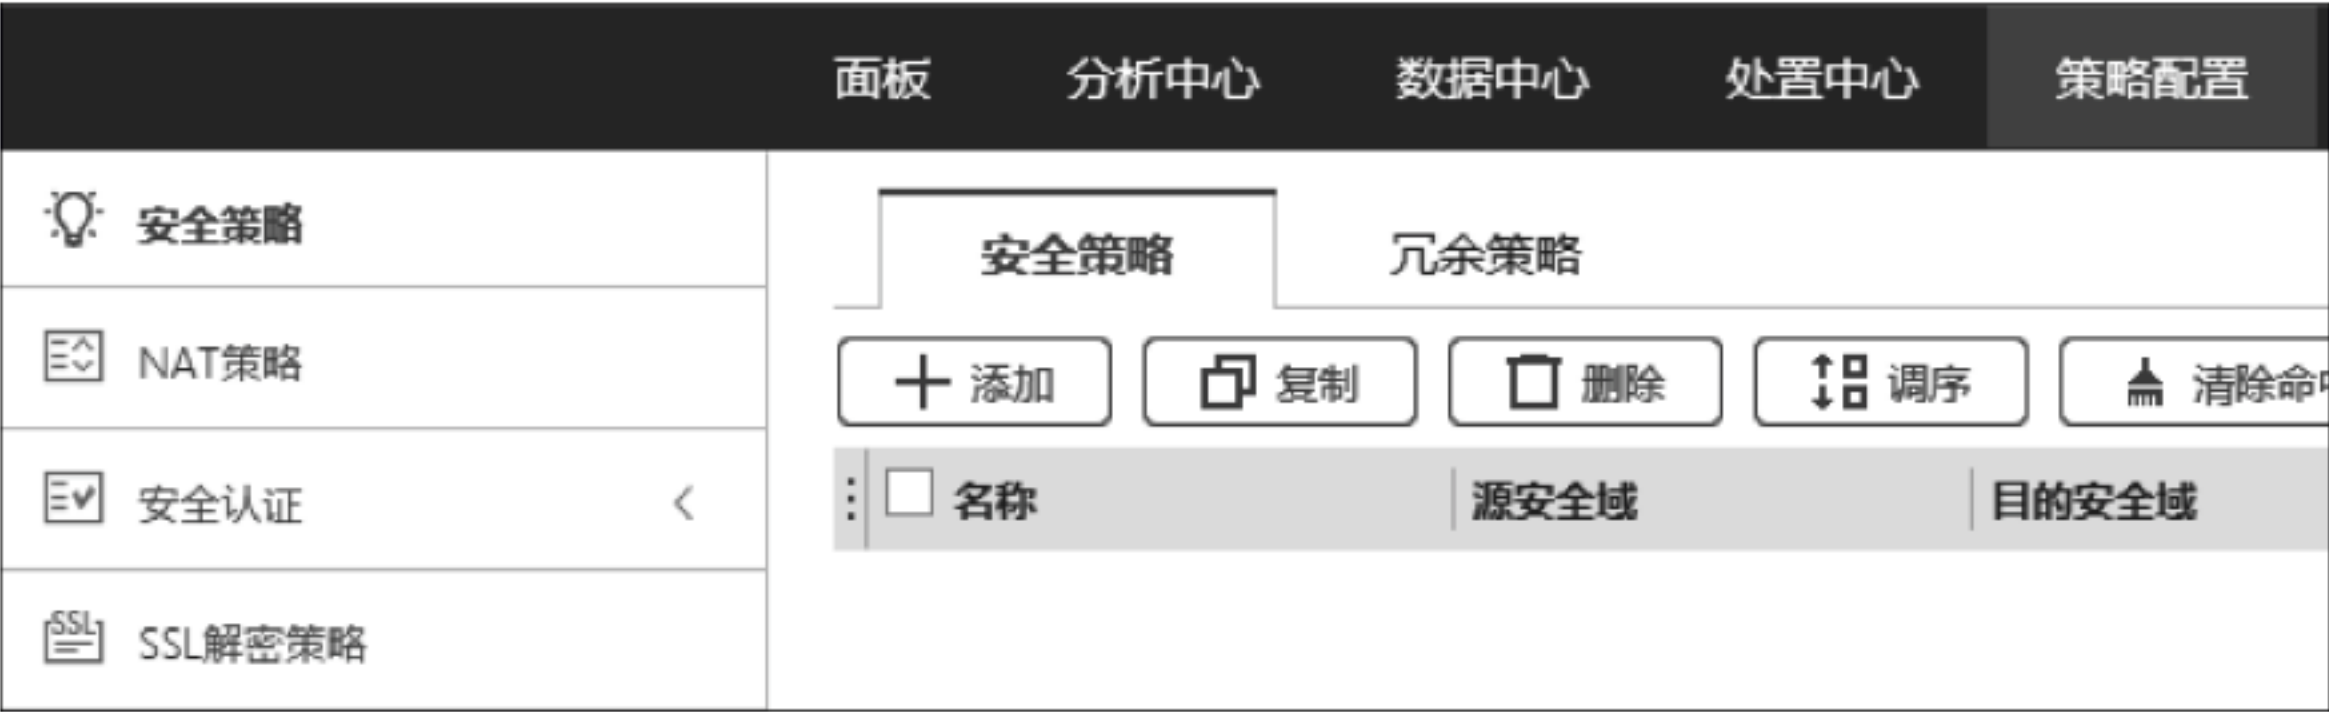 面板 分析中心 数据中心 处置中心 策略配置
安全策略
NAT策略
安全认证
SSL解密策略
安全策略 冗余策略
添加 复制 删除 调序 清除命
名称 源安全域 目的安全域